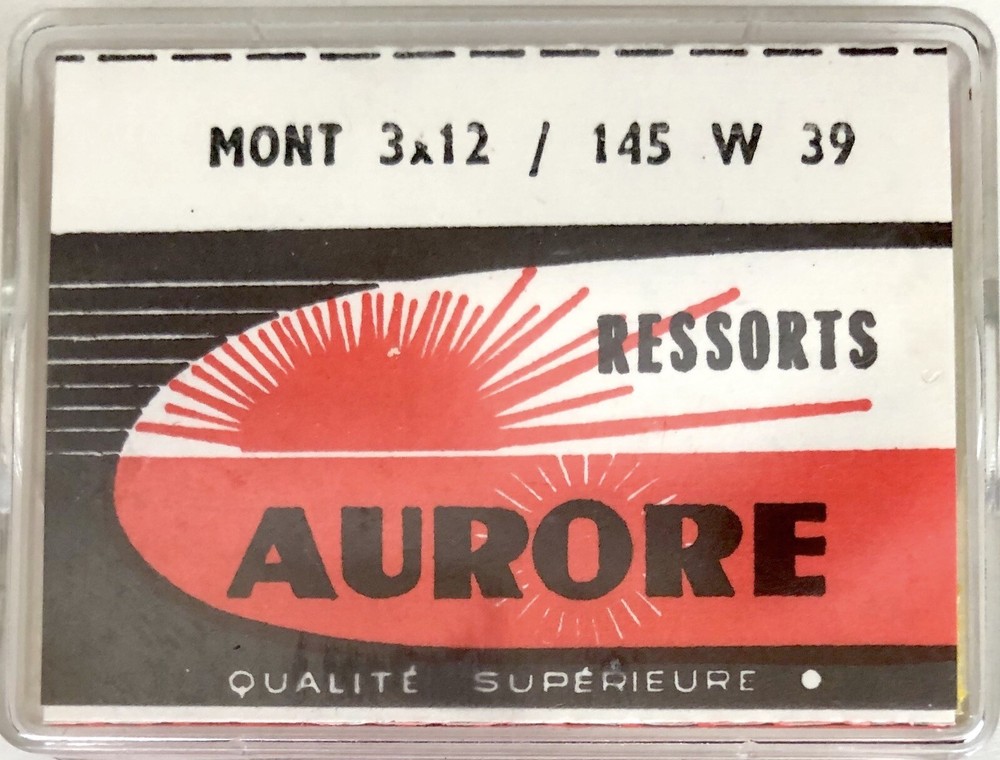 MONT 3x12 / 145 W 39
RESSORTS
AURORE
QUALITÉ SUPÉRIEURE